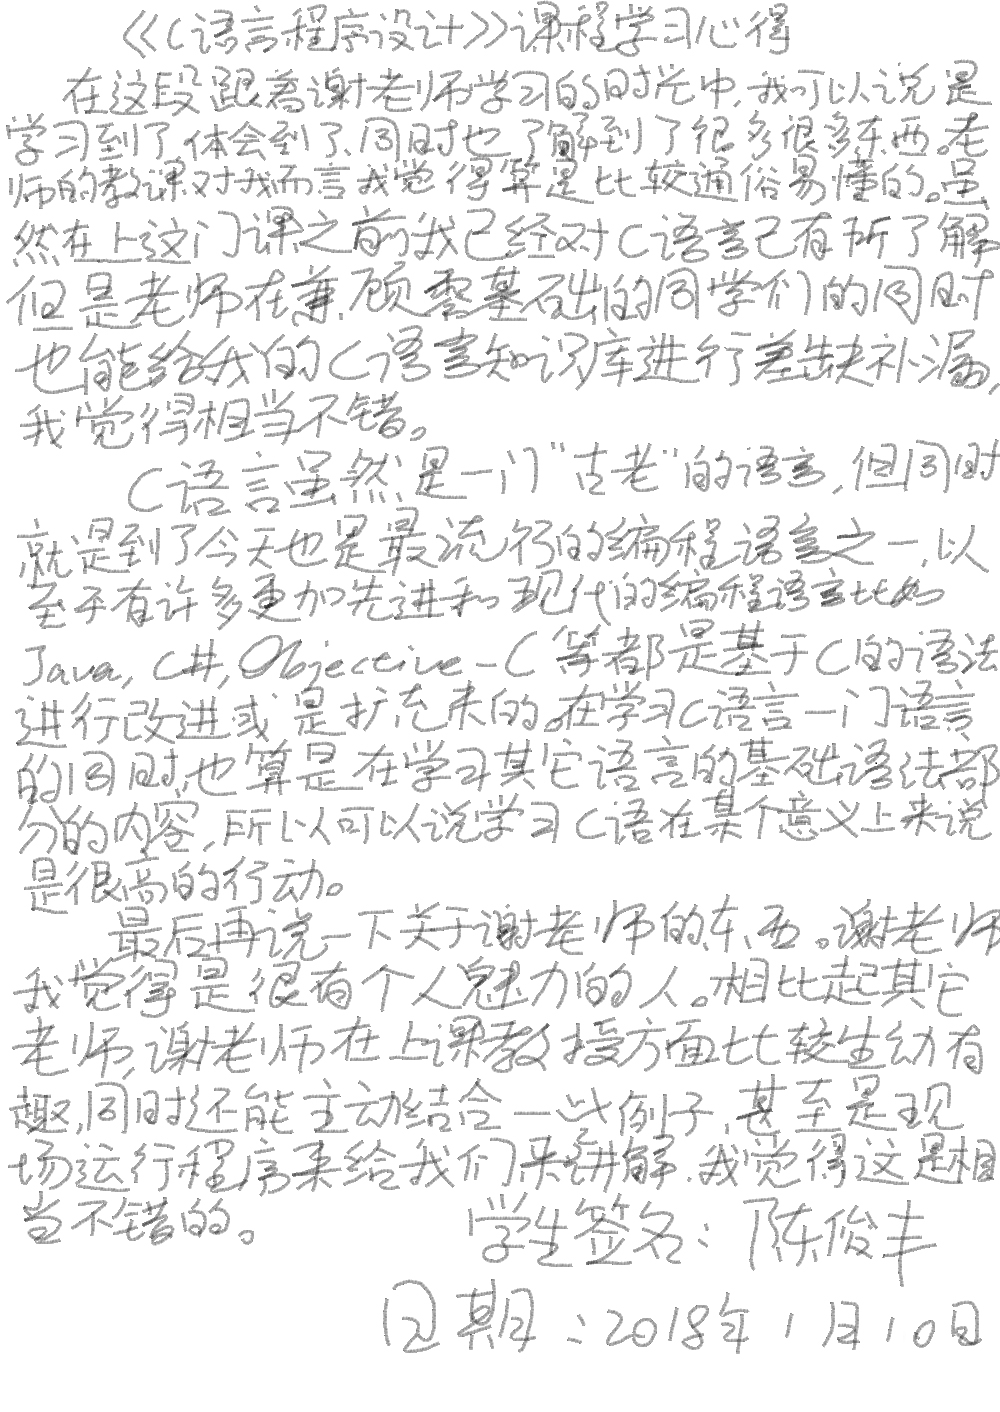 《《C语言程序设计》》课程学习心得
在这段跟着谢老师学习的时光中,我可以说是
学习到了、体会到了、同时也了解到了很多很多东西。老
师的教课对我而言我觉得算是比较通俗易懂的。虽
然在上这门课之前我已经对C语言已有所了解
但是老师在兼顾零基础的同学们的同时
也能给我的C语言知识库进行差缺补漏,
我觉得相当不错。
C语言虽然是一门"古老"的语言,但同时
就是到了今天也是最流行的编程语言之一,以
至于有许多更加先进和现代的编程语言比如
Java, C#, Objective-C等都是基于C的语法
进行改进或是扩充来的。在学习C语言一门语言
的同时,也算是在学习其它语言的基础语法部
分的内容,所以可以说学习C语在某个意义上来说
是很高的行动。
最后再说一下关于谢老师的东西。谢老师
我觉得是很有个人魅力的人。相比起其它
老师,谢老师在上课教授方面比较生动有
趣,同时还能主动结合一些例子,甚至是现
场运行程序来给我们来讲解.我觉得这是相
当不错的。
学生签名:陈俊丰
日期:2018年1月10日